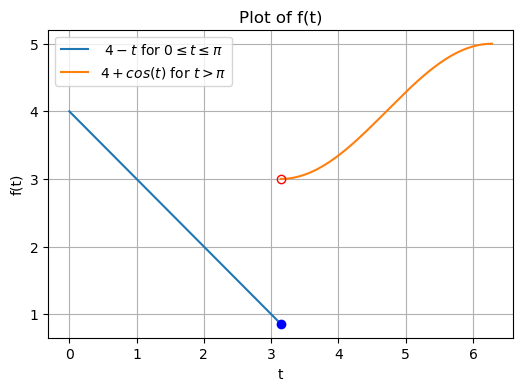 Plot of f(t)
4 − t for 0 ≤ t ≤ π
4 + cos(t) for t > π
f(t)
5
4
3
2
1
0 1 2 3 4 5 6
t